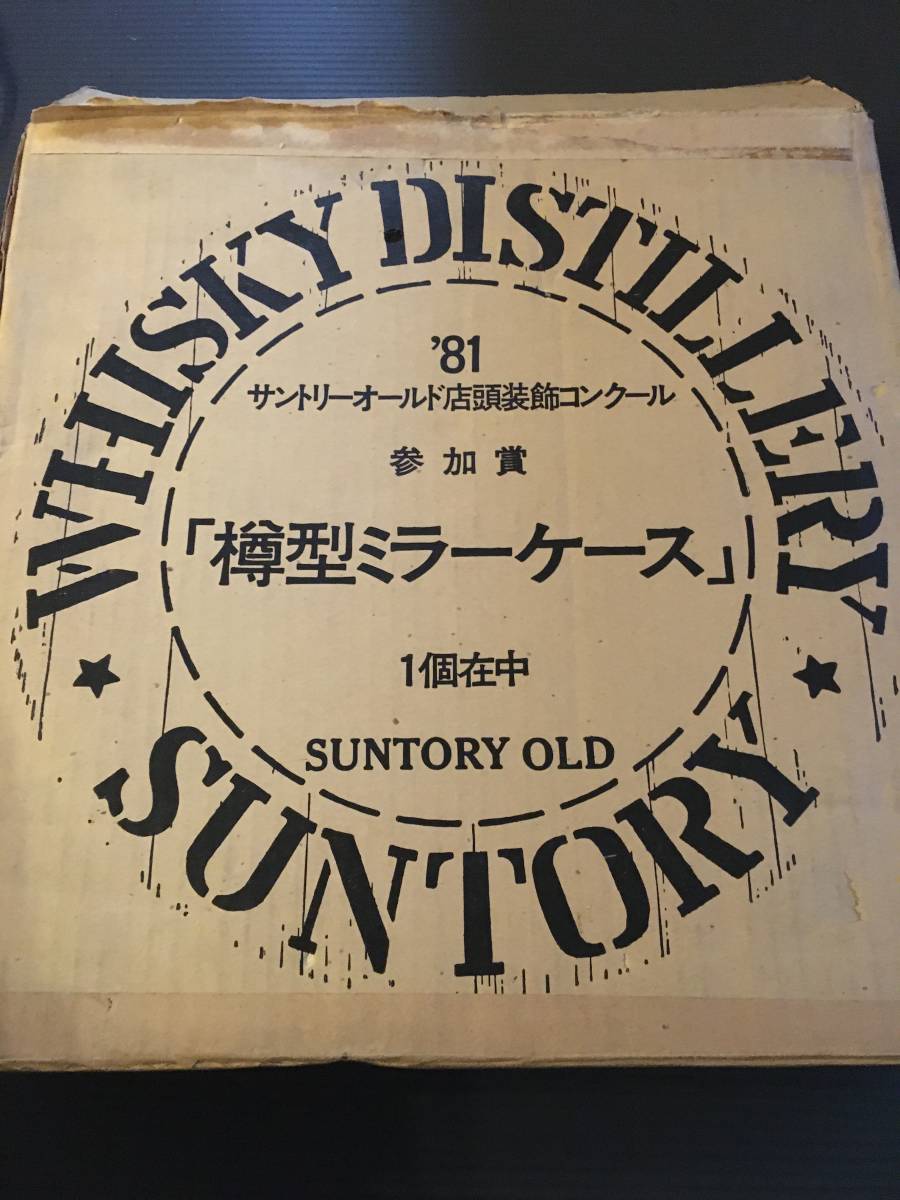 WHISKY DISTILLERY
'81
サントリーオールド店頭装飾コンクール
参加賞
「樽型ミラーケース」
1個在中
SUNTORY OLD
SUNTORY